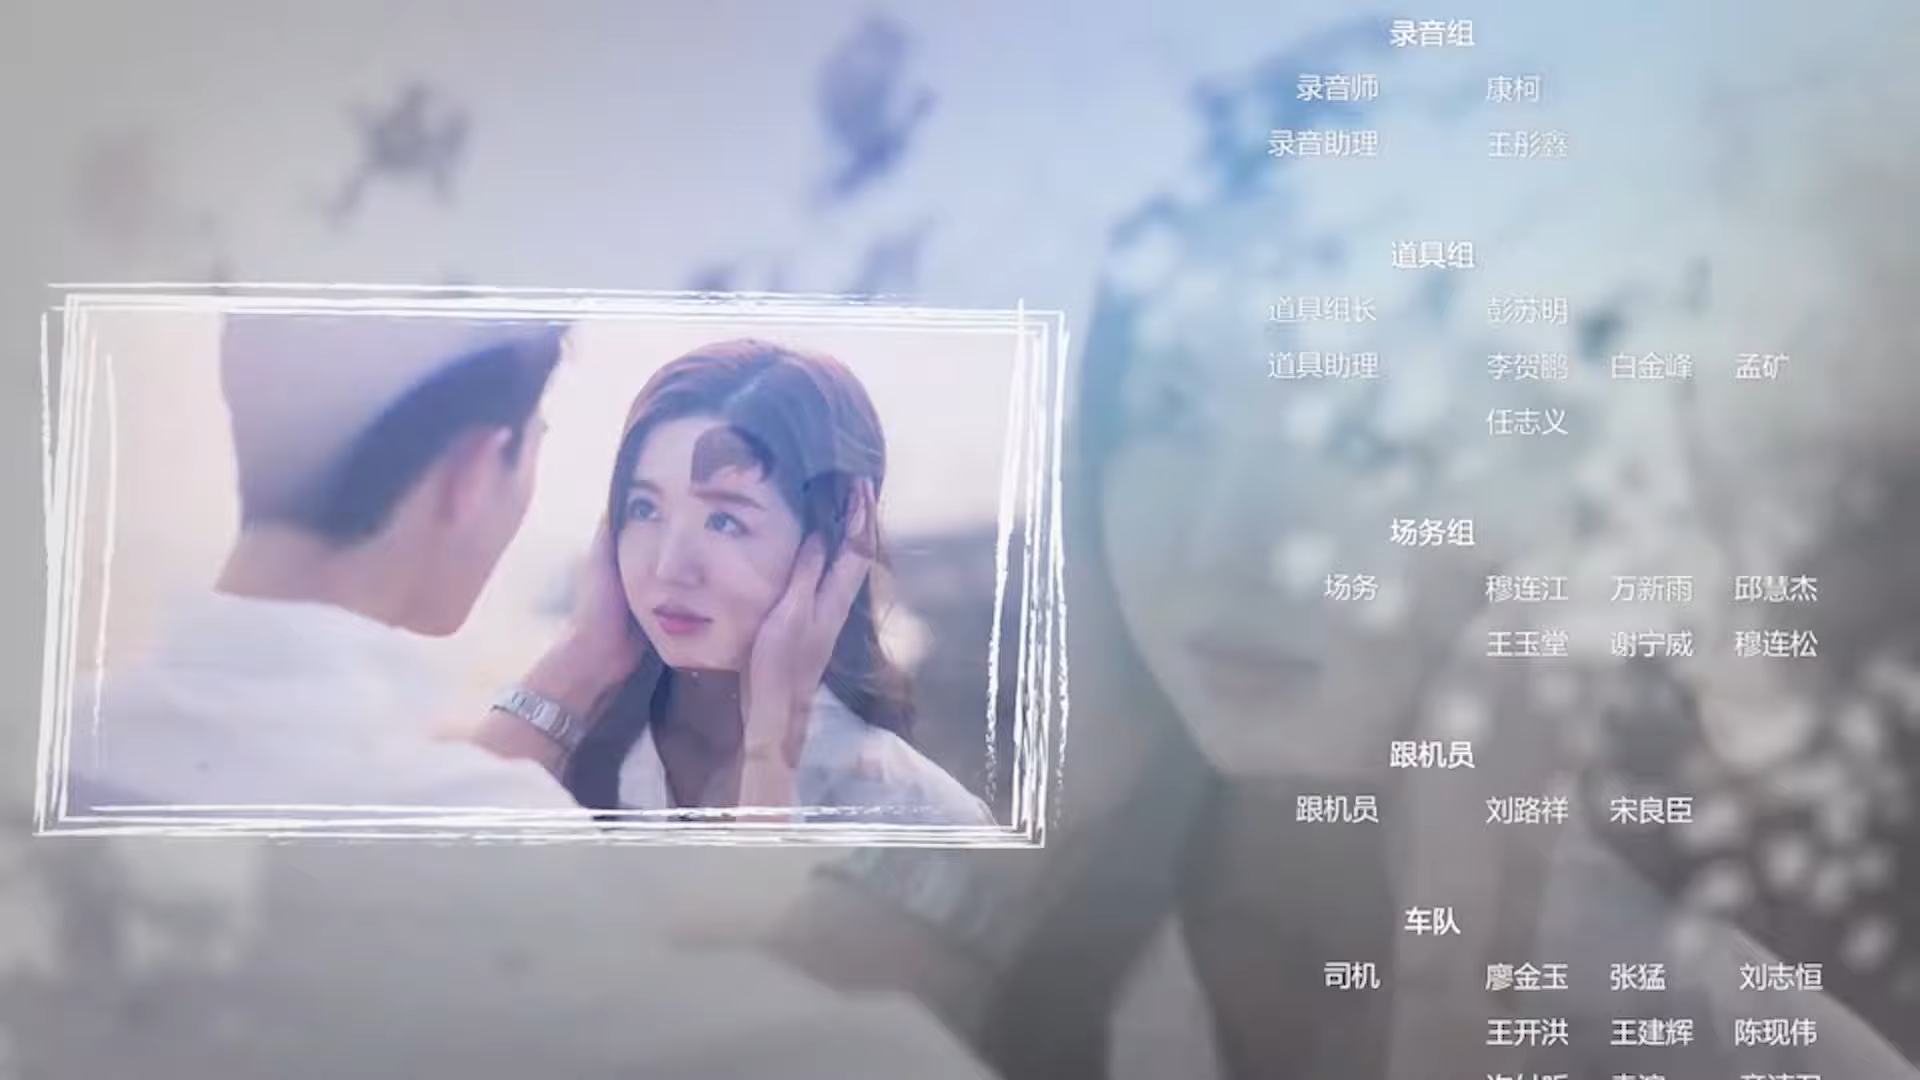 录音组
录音师 康柯
录音助理 王彤鑫
道具组
道具组长 彭苏明
道具助理 李贺鹏 白金峰 孟矿
任志义
场务组
场务 穆连江 万新雨 邱慧杰
王玉堂 谢宁威 穆连松
跟机员
跟机员 刘路祥 宋良臣
车队
司机 廖金玉 张猛 刘志恒
王开洪 王建辉 陈现伟